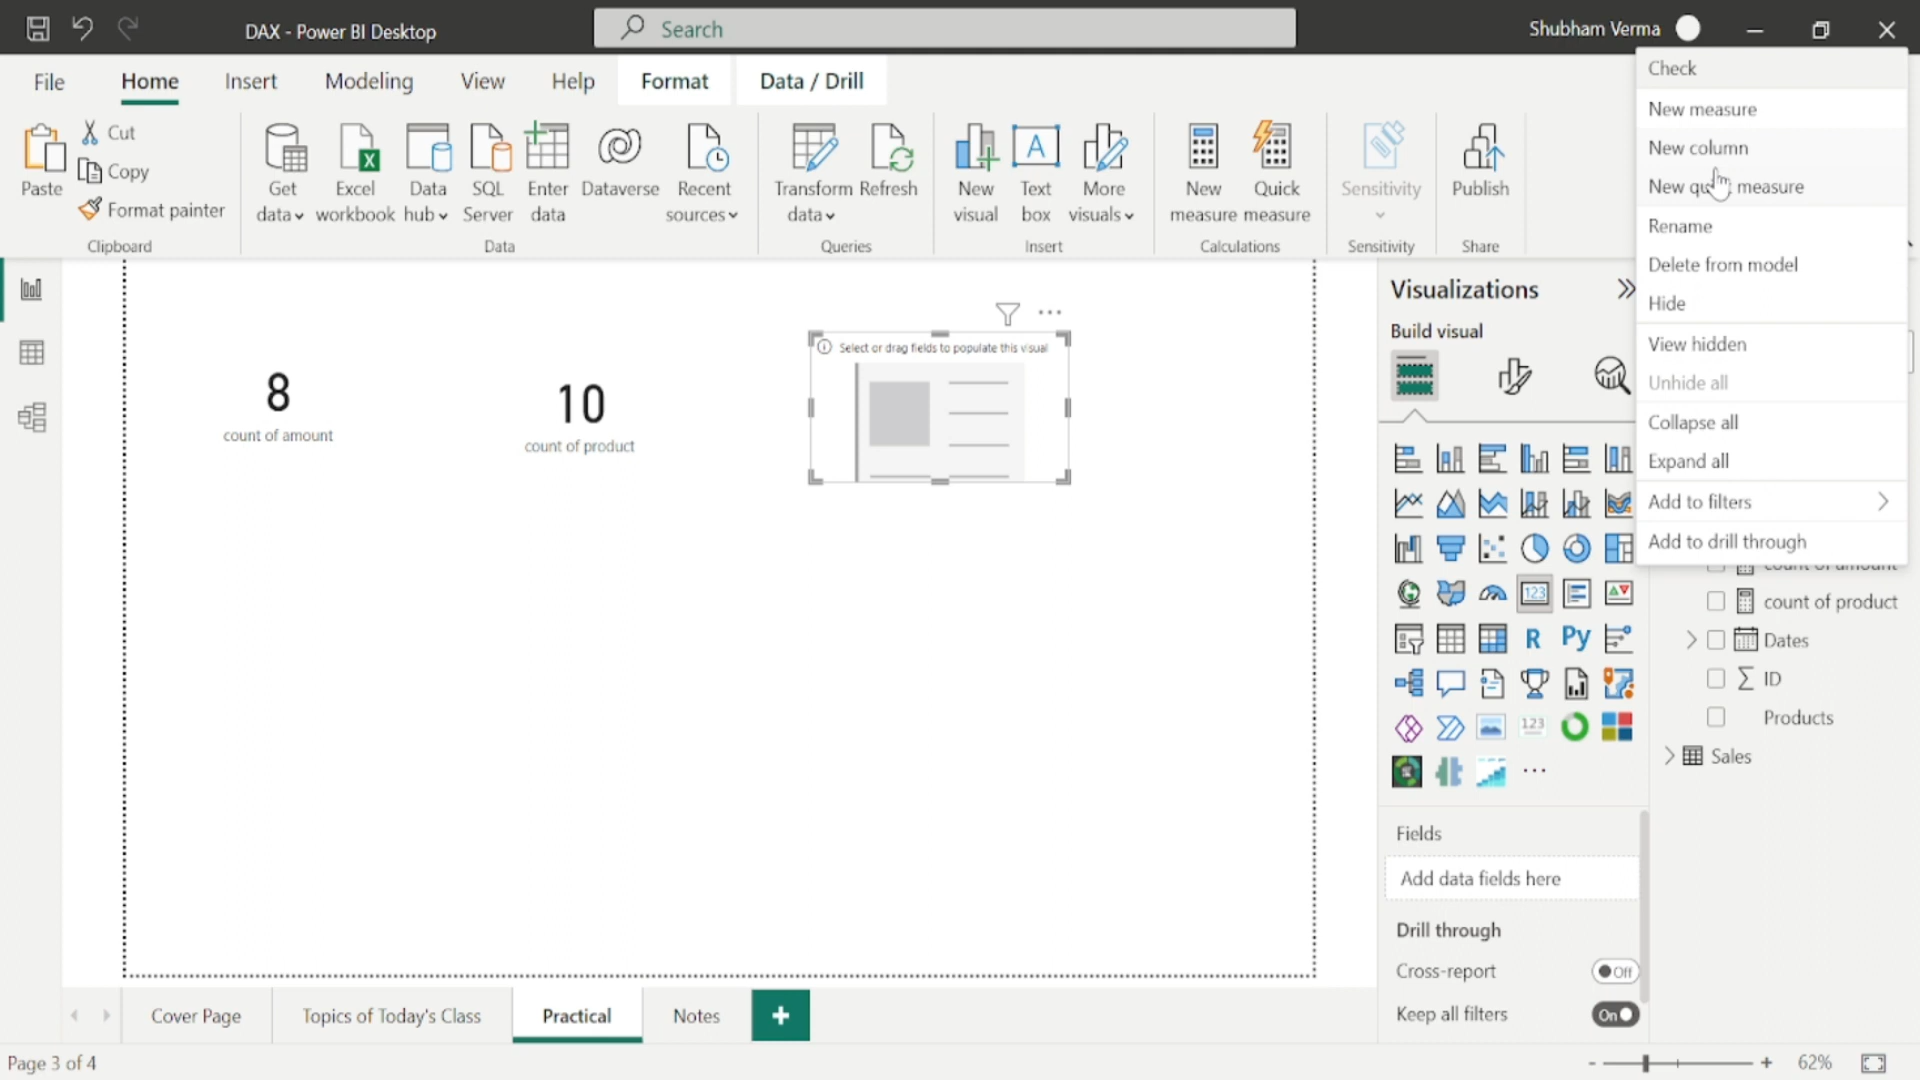 DAX - Power BI Desktop
Search
Shubham Verma
File Home Insert Modeling View Help Format Data / Drill
Paste
Cut
Copy
Format painter
Clipboard
Get data
Excel workbook
Data hub
SQL Server
Enter data
Dataverse
Recent sources
Data
Transform data
Refresh
Queries
New visual
Text box
More visuals
Insert
New measure
Quick measure
Calculations
Sensitivity
Sensitivity
Publish
Share
Check
New measure
New column
New measure
Rename
Delete from model
Hide
View hidden
Unhide all
Collapse all
Expand all
Add to filters
Add to drill through
8
count of amount
10
count of product
Select or drag fields to populate this visual
Visualizations
Build visual
123
R
Py
123
Fields
Add data fields here
Drill through
Cross-report
Off
Keep all filters
On
count of amount
count of product
Dates
ID
Products
Sales
Cover Page
Topics of Today's Class
Practical
Notes
Page 3 of 4
62%